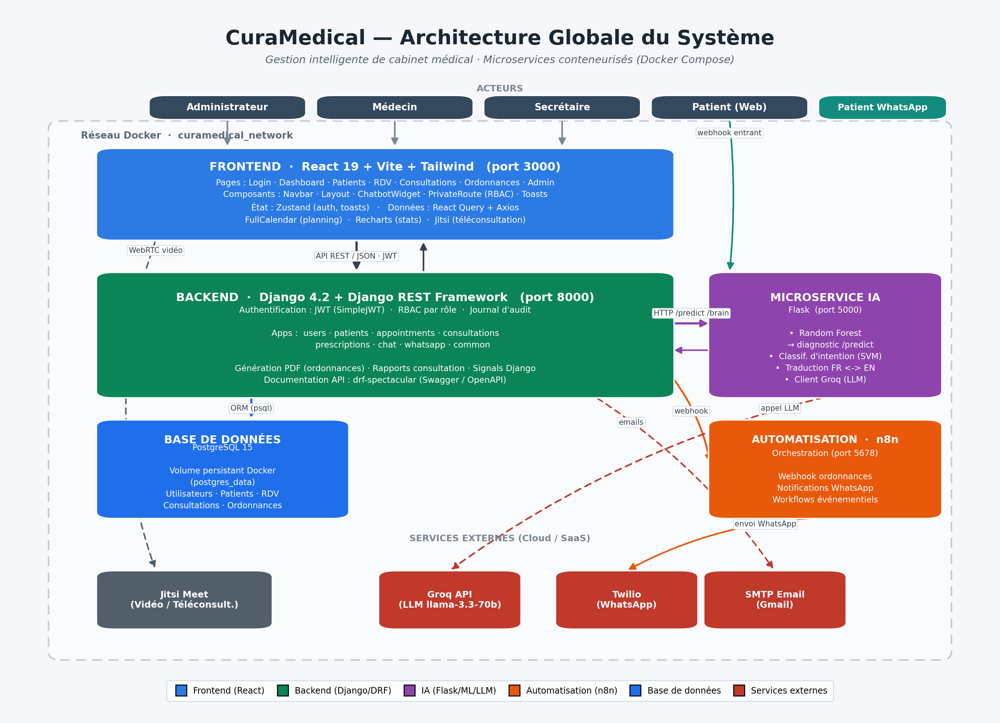 CuraMedical — Architecture Globale du Système
Gestion intelligente de cabinet médical · Microservices conteneurisés (Docker Compose)
ACTEURS
Administrateur
Médecin
Secrétaire
Patient (Web)
Patient WhatsApp
Réseau Docker · curamedical_network
webhook entrant
FRONTEND · React 19 + Vite + Tailwind (port 3000)
Pages : Login · Dashboard · Patients · RDV · Consultations · Ordonnances · Admin
Composants : Navbar · Layout · ChatbotWidget · PrivateRoute (RBAC) · Toasts
État : Zustand (auth, toasts) · Données : React Query + Axios
FullCalendar (planning) · Recharts (stats) · Jitsi (téléconsultation)
WebRTC vidéo
API REST / JSON · JWT
BACKEND · Django 4.2 + Django REST Framework (port 8000)
Authentification : JWT (SimpleJWT) · RBAC par rôle · Journal d'audit
Apps : users · patients · appointments · consultations
prescriptions · chat · whatsapp · common
Génération PDF (ordonnances) · Rapports consultation · Signals Django
Documentation API : drf-spectacular (Swagger / OpenAPI)
HTTP /predict /brain
MICROSERVICE IA
Flask (port 5000)
• Random Forest
→ diagnostic /predict
• Classif. d'intention (SVM)
• Traduction FR <-> EN
• Client Groq (LLM)
ORM (psql)
emails
webhook
appel LLM
BASE DE DONNÉES
PostgreSQL 15
Volume persistant Docker
(postgres_data)
Utilisateurs · Patients · RDV
Consultations · Ordonnances
AUTOMATISATION · n8n
Orchestration (port 5678)
Webhook ordonnances
Notifications WhatsApp
Workflows événementiels
envoi WhatsApp
SERVICES EXTERNES (Cloud / SaaS)
Jitsi Meet
(Vidéo / Téléconsult.)
Groq API
(LLM llama-3.3-70b)
Twilio
(WhatsApp)
SMTP Email
(Gmail)
Frontend (React)
Backend (Django/DRF)
IA (Flask/ML/LLM)
Automatisation (n8n)
Base de données
Services externes